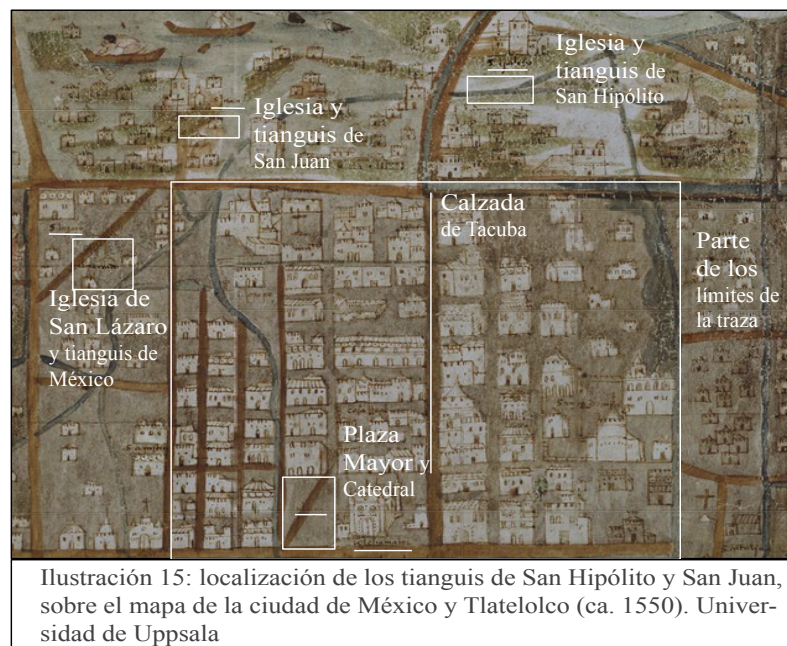 Iglesia y
tianguis de
San Hipólito
Iglesia y
tianguis de
San Juan
Calzada
de Tacuba
Parte
de los
límites de
la traza
Iglesia de
San Lázaro
y tianguis de
México
Plaza
Mayor y
Catedral
Ilustración 15: localización de los tianguis de San Hipólito y San Juan,
sobre el mapa de la ciudad de México y Tlatelolco (ca. 1550). Univer-
sidad de Uppsala